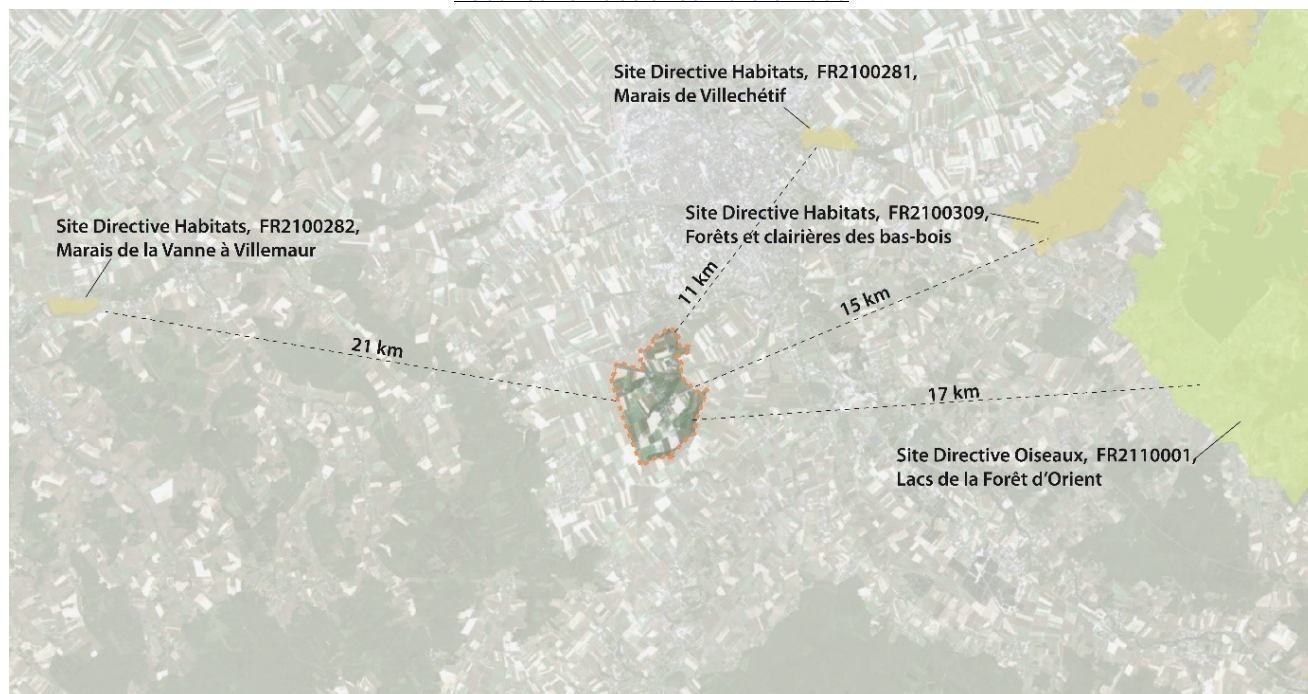 Site Directive Habitats, FR2100281,
Marais de Villechétif
Site Directive Habitats, FR2100309,
Forêts et clairières des bas-bois
Site Directive Habitats, FR2100282,
Marais de la Vanne à Villemaur
11 km
15 km
21 km
17 km
Site Directive Oiseaux, FR2110001,
Lacs de la Forêt d'Orient